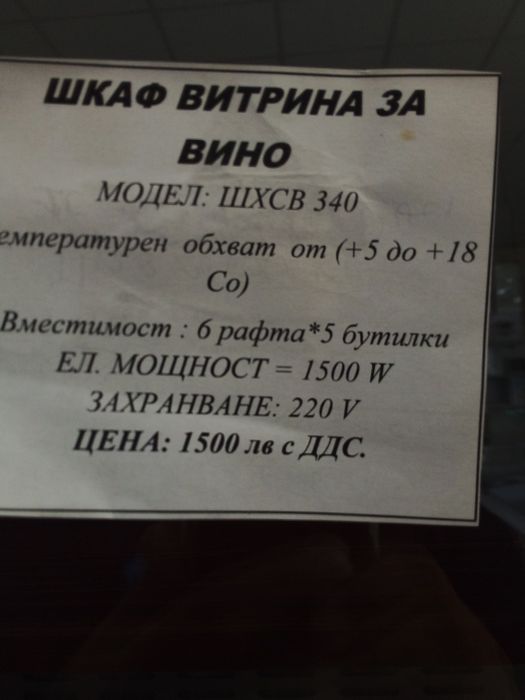 ШКАФ ВИТРИНА ЗА
ВИНО
МОДЕЛ: ШХСВ 340
емпературен обхват от (+5 до +18
Со)
Вместимост : 6 рафта*5 бутилки
ЕЛ. МОЩНОСТ = 1500 W
ЗАХРАНВАНЕ: 220 V
ЦЕНА: 1500 лв с ДДС.